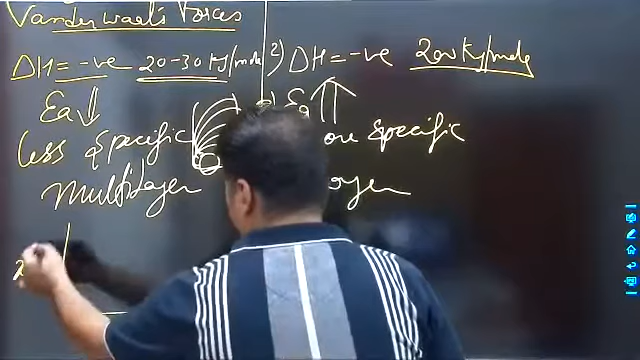 Vanderwael's Forces
ΔH = -ve 20-30 KJ/mole 2) ΔH = -ve 200 KJ/mole
Ea ⇓ Ea ⇑
less specific ore specific
Multilayer ayer